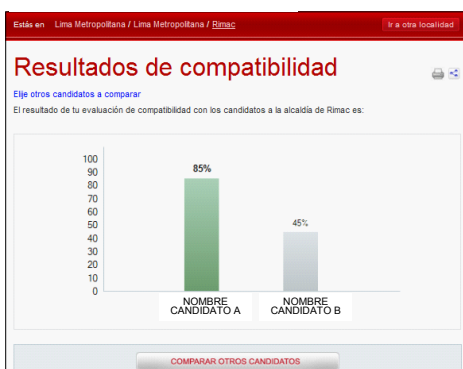 Estás en Lima Metropolitana / Lima Metropolitana / Rimac
Ir a otra localidad
Resultados de compatibilidad
Elije otros candidatos a comparar
El resultado de tu evaluación de compatibilidad con los candidatos a la alcaldía de Rimac es:
100
90
80
70
60
50
40
30
20
10
0
85%
45%
NOMBRE
CANDIDATO A
NOMBRE
CANDIDATO B
COMPARAR OTROS CANDIDATOS